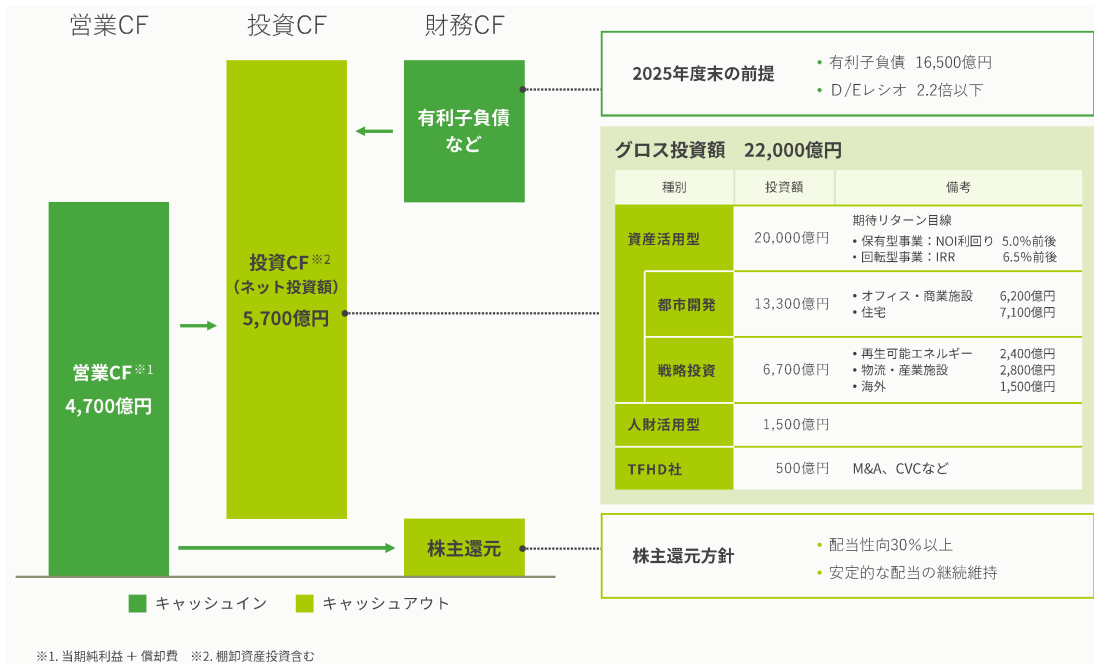 営業CF
投資CF
財務CF
有利子負債
など
投資CF※2
（ネット投資額）
5,700億円
営業CF※1
4,700億円
株主還元
キャッシュイン
キャッシュアウト
※1. 当期純利益 ＋ 償却費　※2. 棚卸資産投資含む
2025年度末の前提
• 有利子負債 16,500億円
• D/Eレシオ 2.2倍以下
グロス投資額　22,000億円
種別 投資額 備考
資産活用型 20,000億円
期待リターン目線
• 保有型事業：NOI利回り 5.0%前後
• 回転型事業：IRR 6.5%前後
都市開発 13,300億円
• オフィス・商業施設 6,200億円
• 住宅 7,100億円
戦略投資 6,700億円
• 再生可能エネルギー 2,400億円
• 物流・産業施設 2,800億円
• 海外 1,500億円
人財活用型 1,500億円
TFHD社 500億円 M&A、CVCなど
株主還元方針
• 配当性向30%以上
• 安定的な配当の継続維持